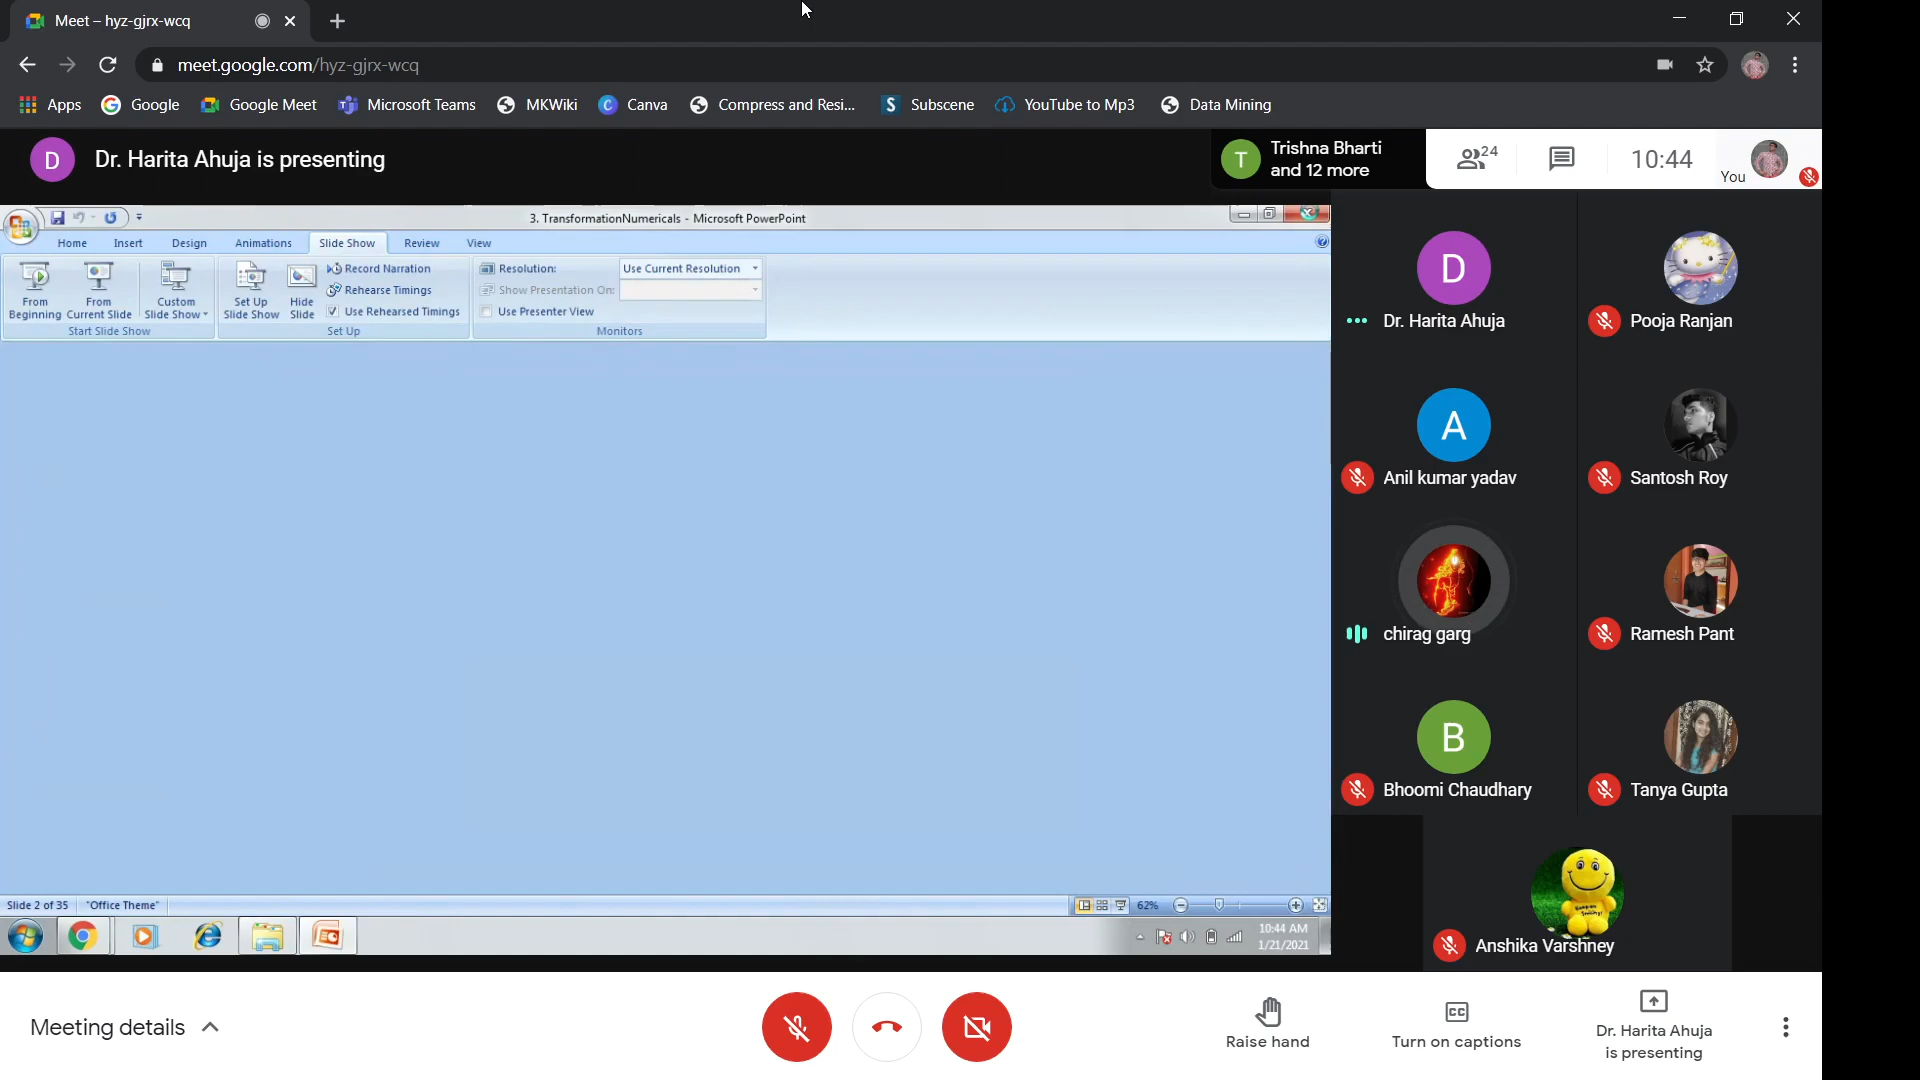 Meet – hyz-gjrx-wcq
meet.google.com/hyz-gjrx-wcq
Apps Google Google Meet Microsoft Teams MKWiki Canva Compress and Resi... Subscene YouTube to Mp3 Data Mining
D Dr. Harita Ahuja is presenting
T Trishna Bharti
and 12 more
24
10:44
You
3. TransformationNumericals - Microsoft PowerPoint
Home Insert Design Animations Slide Show Review View
From Beginning
From Current Slide
Custom Slide Show
Start Slide Show
Set Up Slide Show
Hide Slide
Record Narration
Rehearse Timings
Use Rehearsed Timings
Set Up
Resolution: Use Current Resolution
Show Presentation On:
Use Presenter View
Monitors
D
Dr. Harita Ahuja
Pooja Ranjan
A
Anil kumar yadav
Santosh Roy
chirag garg
Ramesh Pant
B
Bhoomi Chaudhary
Tanya Gupta
Anshika Varshney
Slide 2 of 35 "Office Theme" 62%
10:44 AM
1/21/2021
Meeting details
Raise hand
CC
Turn on captions
Dr. Harita Ahuja
is presenting